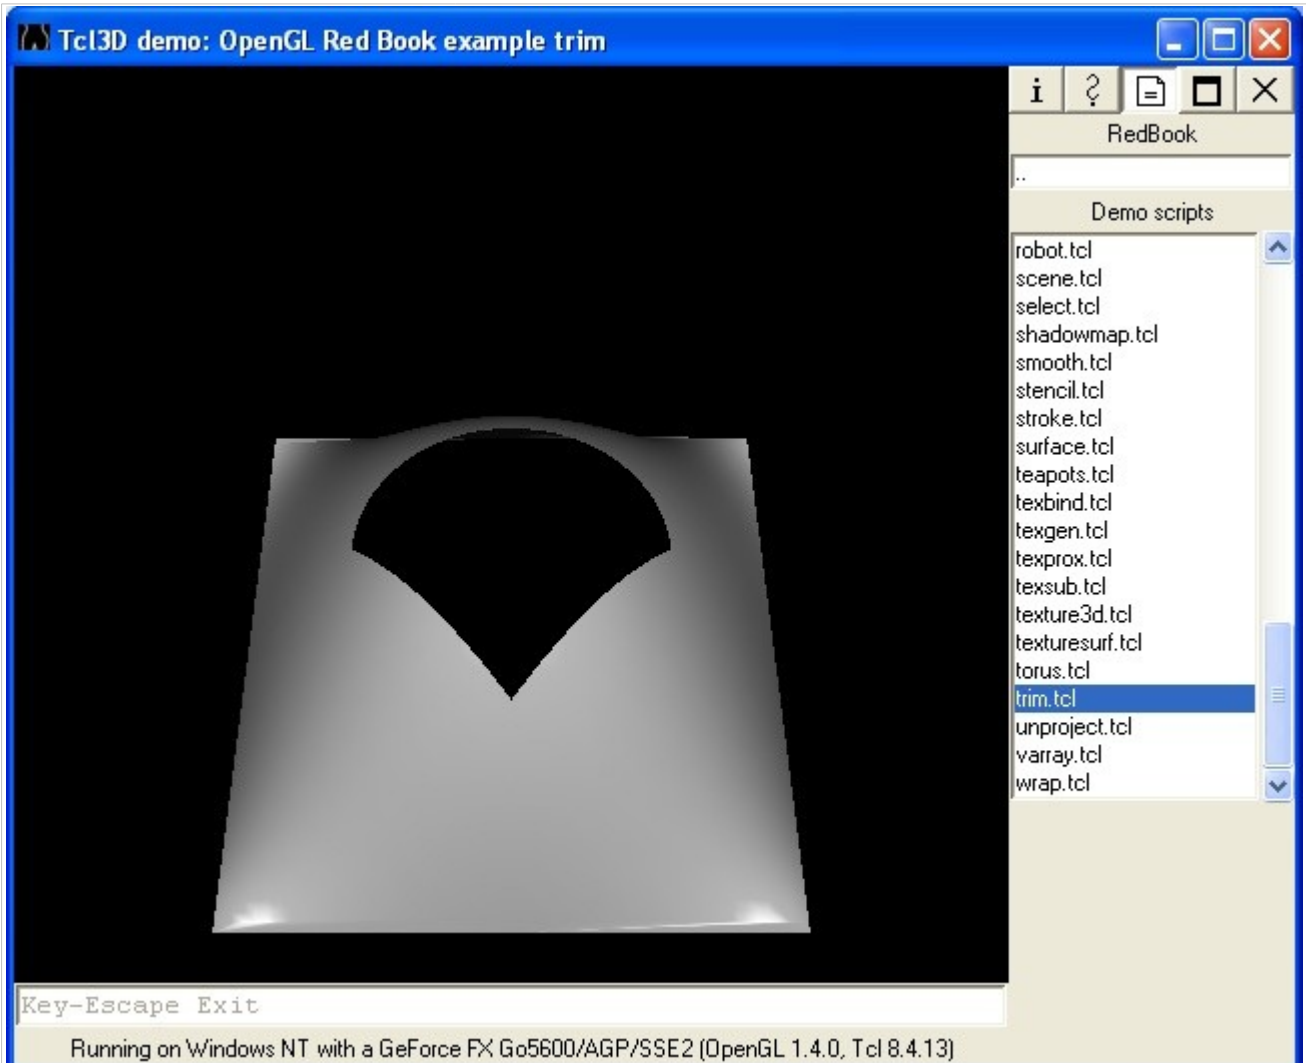 Tcl3D demo: OpenGL Red Book example trim
i ?
RedBook
..
Demo scripts
robot.tcl
scene.tcl
select.tcl
shadowmap.tcl
smooth.tcl
stencil.tcl
stroke.tcl
surface.tcl
teapots.tcl
texbind.tcl
texgen.tcl
texprox.tcl
texsub.tcl
texture3d.tcl
texturesurf.tcl
torus.tcl
trim.tcl
unproject.tcl
varray.tcl
wrap.tcl
Key-Escape Exit
Running on Windows NT with a GeForce FX Go5600/AGP/SSE2 (OpenGL 1.4.0, Tcl 8.4.13)